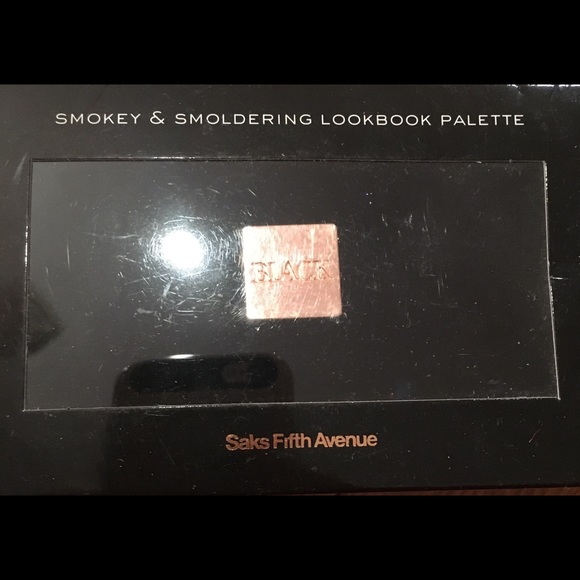 SMOKEY & SMOLDERING LOOKBOOK PALETTE
BLACK
Saks Fifth Avenue